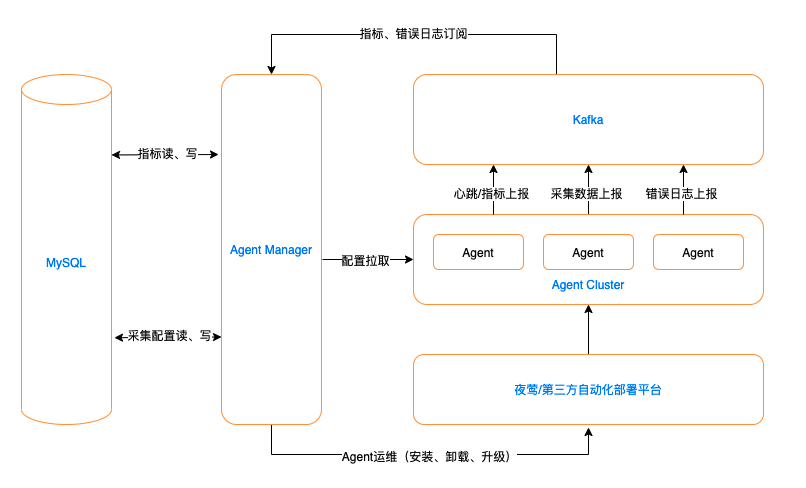 指标、错误日志订阅
Kafka
指标读、写
心跳/指标上报
采集数据上报
错误日志上报
Agent Manager
Agent
Agent
Agent
MySQL
配置拉取
Agent Cluster
采集配置读、写
夜莺/第三方自动化部署平台
Agent运维（安装、卸载、升级）